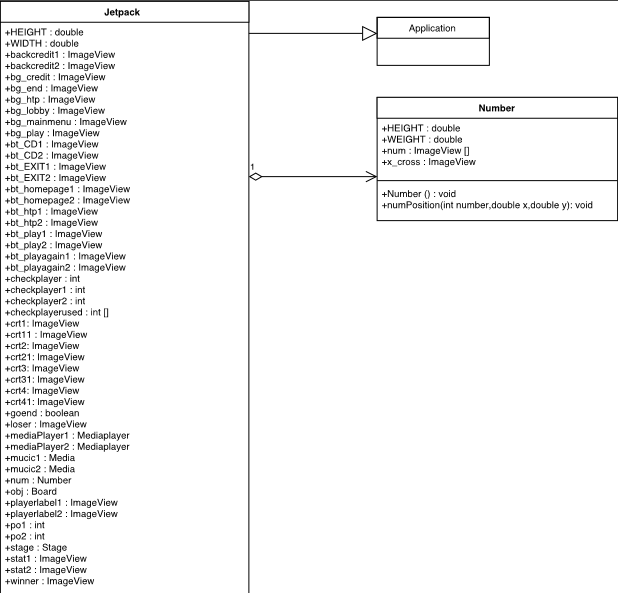 Jetpack
+HEIGHT : double
+WIDTH : double
+backcredit1 : ImageView
+backcredit2 : ImageView
+bg_credit : ImageView
+bg_end : ImageView
+bg_htp : ImageView
+bg_lobby : ImageView
+bg_mainmenu : ImageView
+bg_play : ImageView
+bt_CD1 : ImageView
+bt_CD2 : ImageView
+bt_EXIT1 : ImageView
+bt_EXIT2 : ImageView
+bt_homepage1 : ImageView
+bt_homepage2 : ImageView
+bt_htp1 : ImageView
+bt_htp2 : ImageView
+bt_play1 : ImageView
+bt_play2 : ImageView
+bt_playagain1 : ImageView
+bt_playagain2 : ImageView
+checkplayer : int
+checkplayer1 : int
+checkplayer2 : int
+checkplayerused : int []
+crt1: ImageView
+crt11 : ImageView
+crt2: ImageView
+crt21: ImageView
+crt3: ImageView
+crt31: ImageView
+crt4: ImageView
+crt41: ImageView
+goend : boolean
+loser : ImageView
+mediaPlayer1 : Mediaplayer
+mediaPlayer2 : Mediaplayer
+mucic1 : Media
+mucic2 : Media
+num : Number
+obj : Board
+playerlabel1 : ImageView
+playerlabel2 : ImageView
+po1 : int
+po2 : int
+stage : Stage
+stat1 : ImageView
+stat2 : ImageView
+winner : ImageView
1
Application
Number
+HEIGHT : double
+WEIGHT : double
+num : ImageView []
+x_cross : ImageView
+Number () : void
+numPosition(int number,double x,double y): void